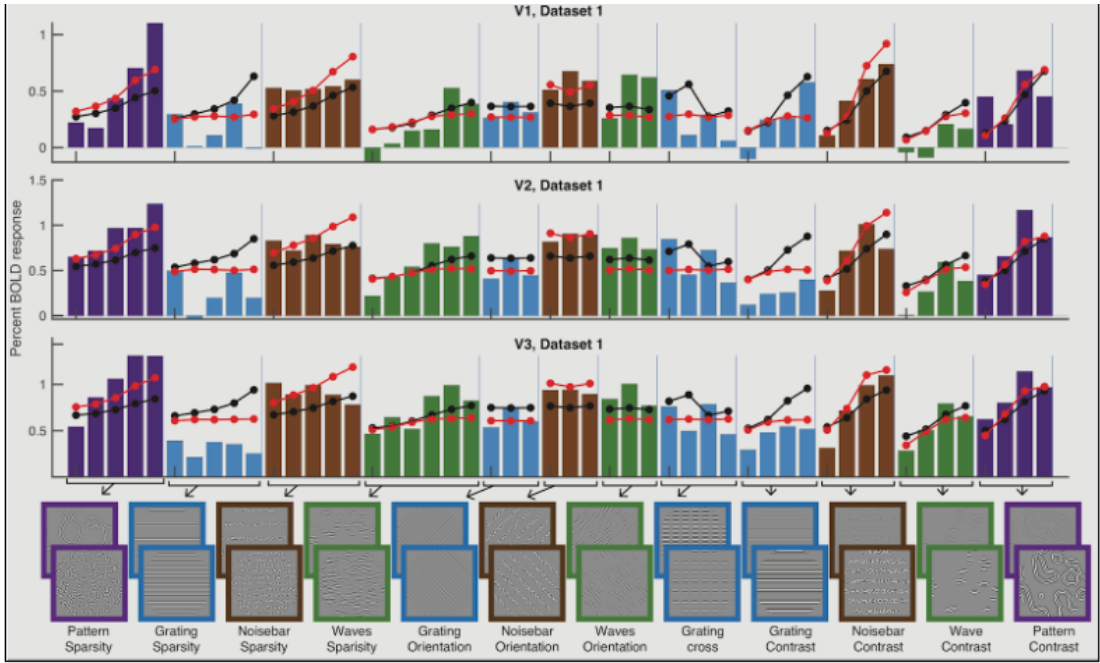 V1, Dataset 1
1
0.5
0
V2, Dataset 1
1.5
1
0.5
0
V3, Dataset 1
1
0.5
Percent BOLD response
Pattern Sparsity
Grating Sparsity
Noisebar Sparsity
Waves Sparisity
Grating Orientation
Noisebar Orientation
Waves Orientation
Grating cross
Grating Contrast
Noisebar Contrast
Wave Contrast
Pattern Contrast